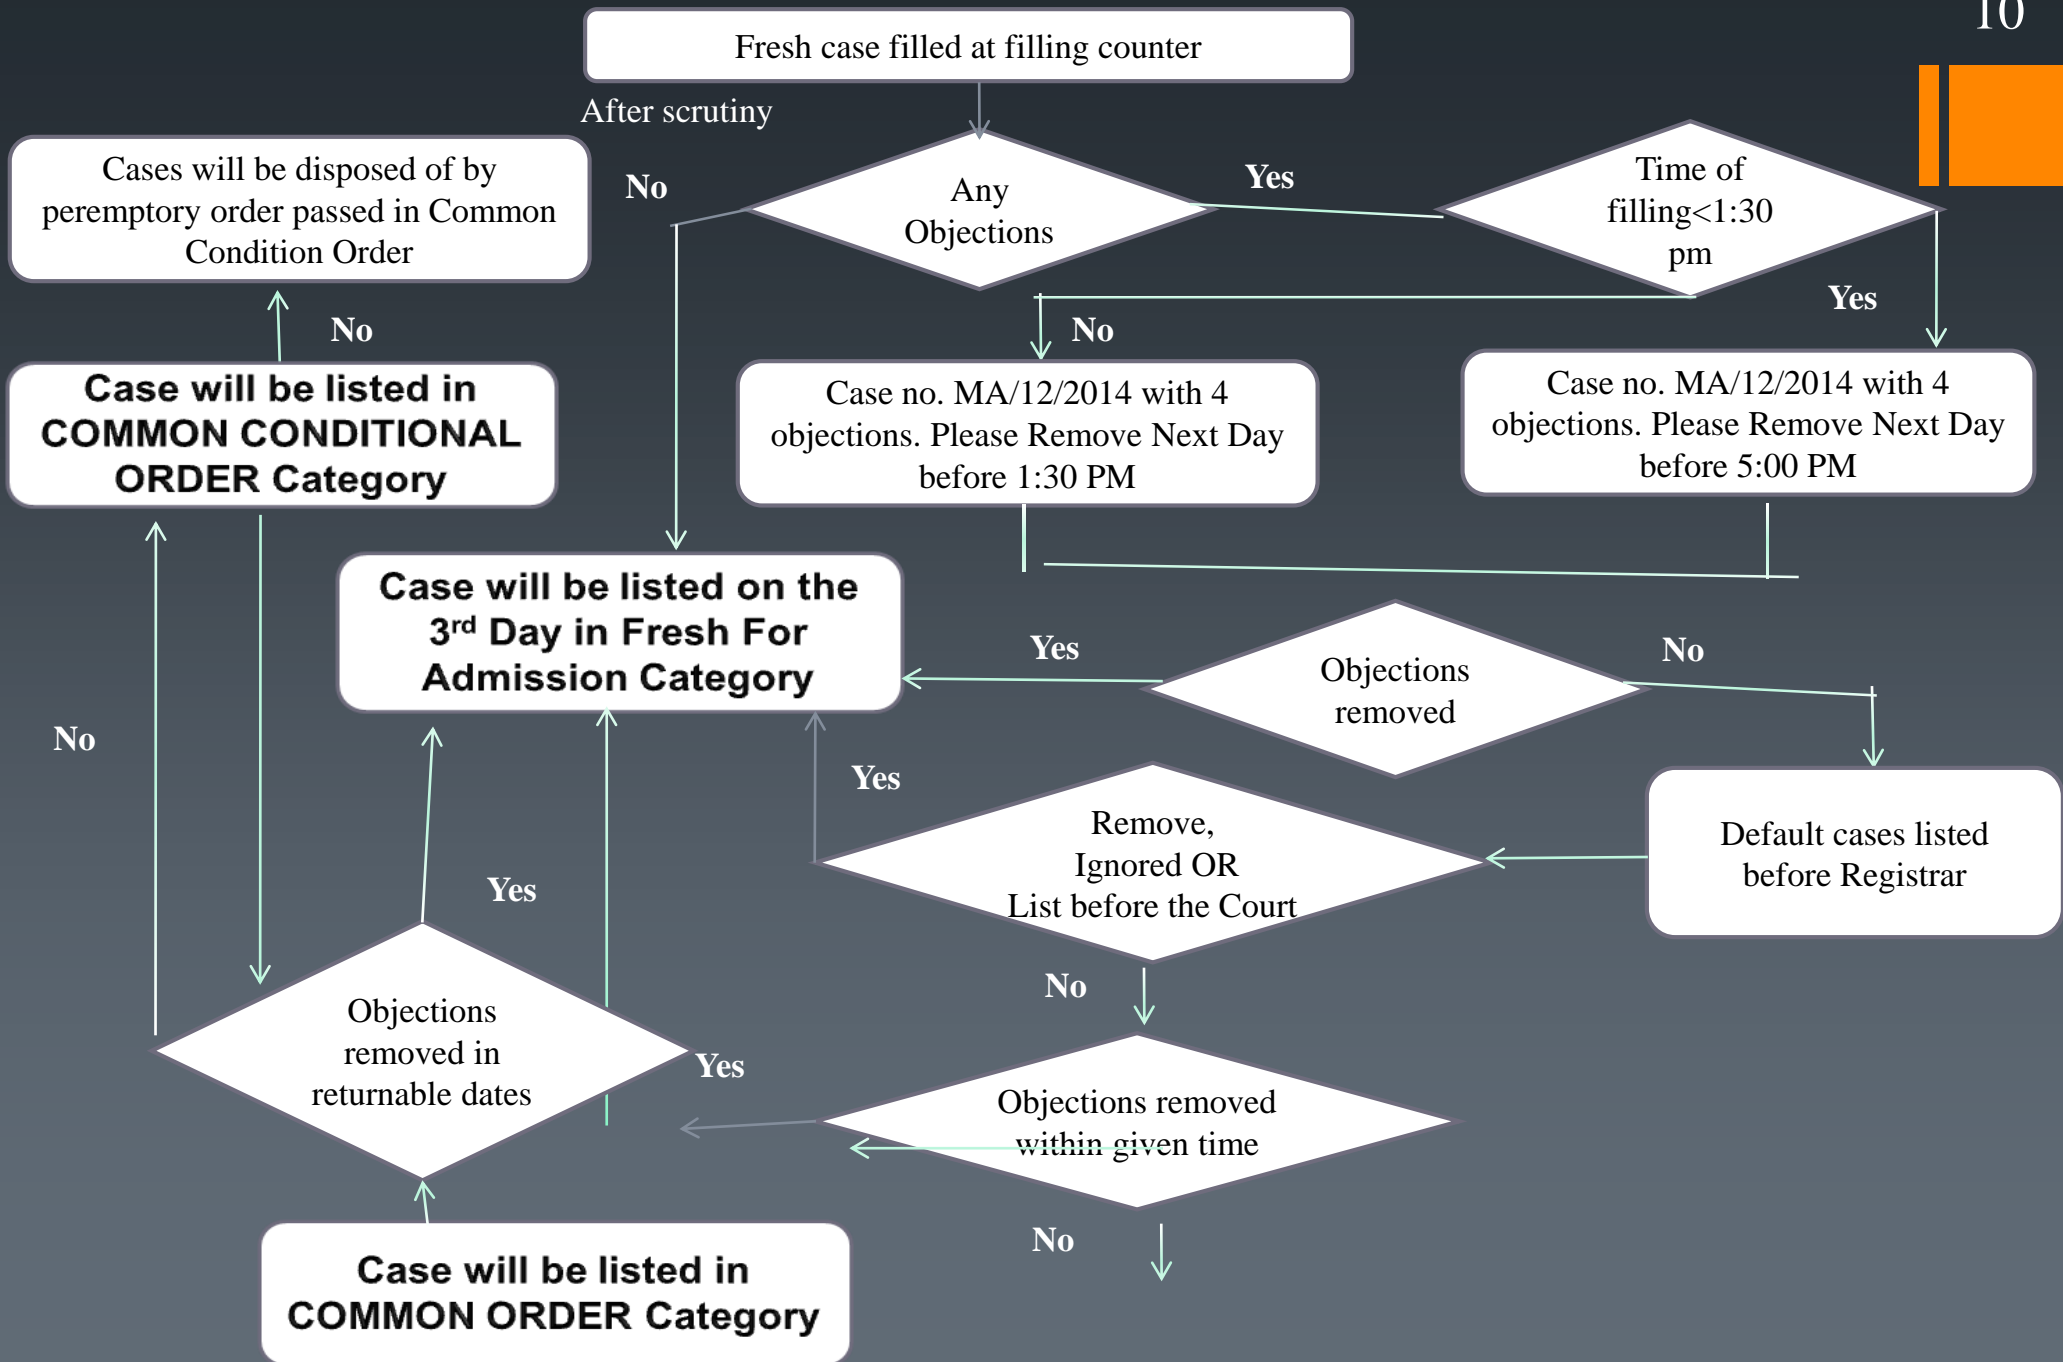 10
Fresh case filled at filling counter
After scrutiny
Cases will be disposed of by
peremptory order passed in Common
Condition Order
No
Any
Objections
Yes
Time of
filling<1:30
pm
Yes
No
No
Case will be listed in
COMMON CONDITIONAL
ORDER Category
Case no. MA/12/2014 with 4
objections. Please Remove Next Day
before 1:30 PM
Case no. MA/12/2014 with 4
objections. Please Remove Next Day
before 5:00 PM
Case will be listed on the
3rd Day in Fresh For
Admission Category
Yes
Objections
removed
No
No
Yes
Remove,
Ignored OR
List before the Court
Default cases listed
before Registrar
Yes
No
Objections
removed in
returnable dates
Yes
Objections removed
within given time
No
Case will be listed in
COMMON ORDER Category